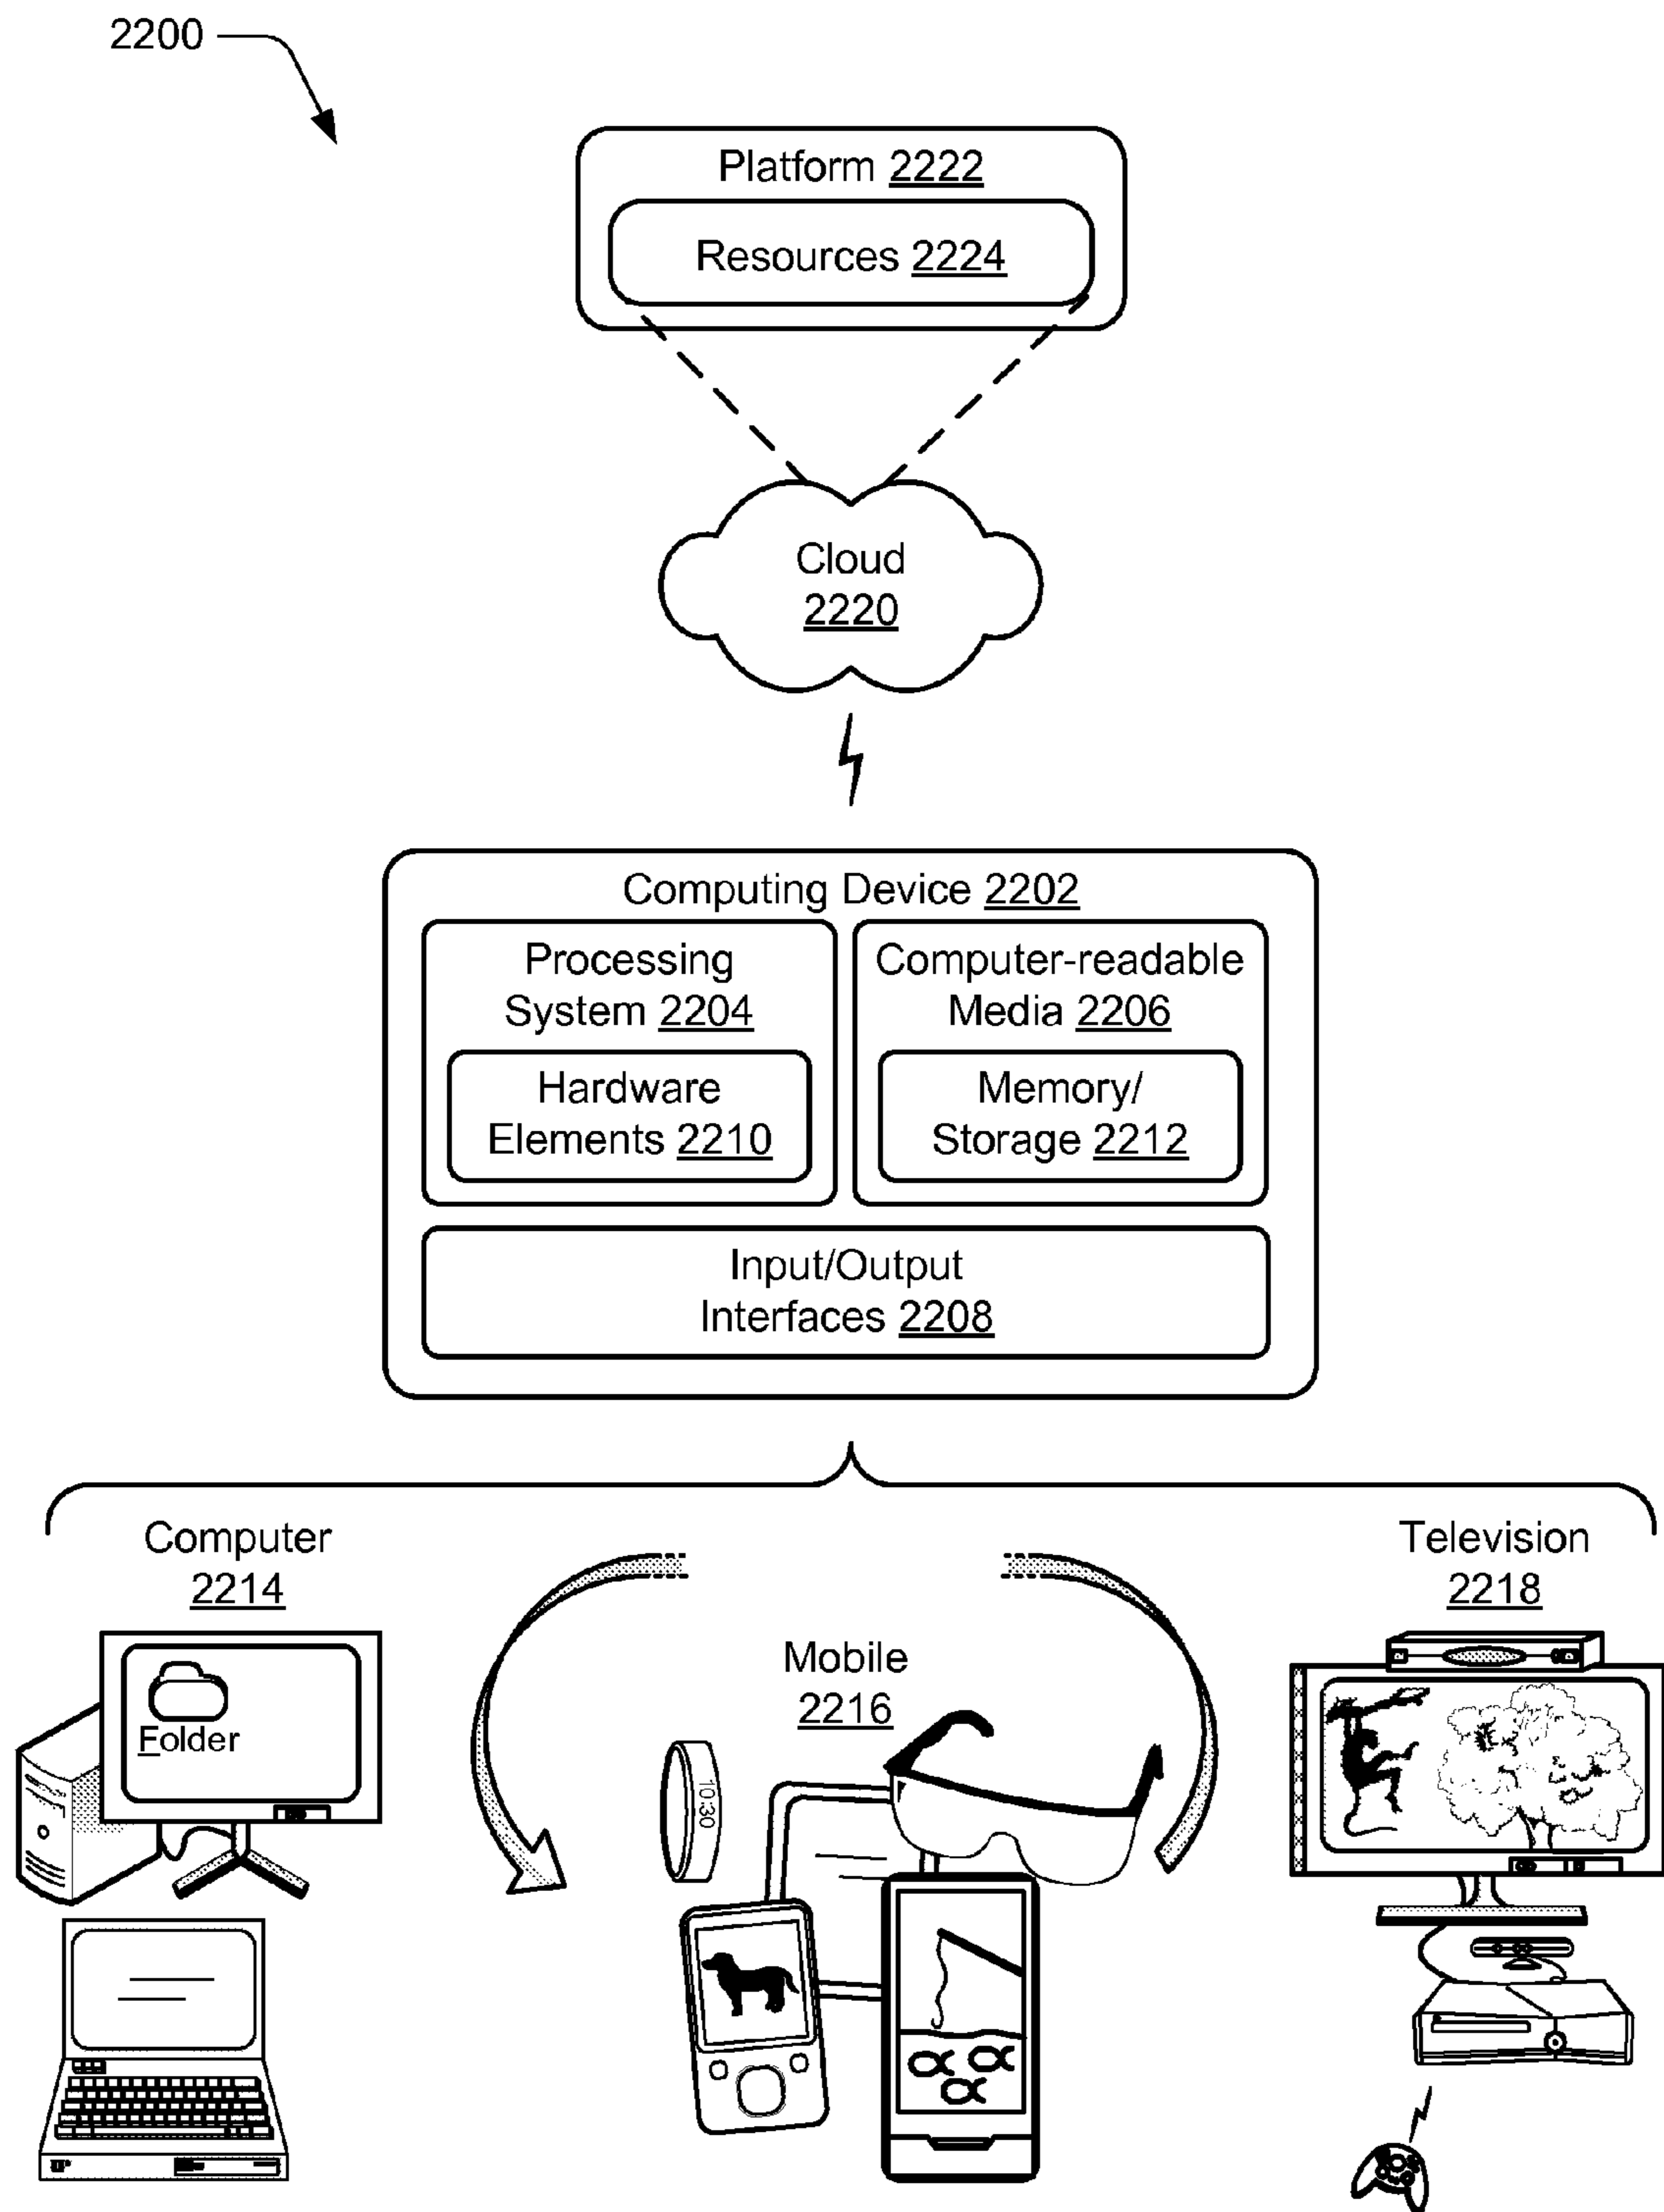 2200
Platform 2222
Resources 2224
Cloud
2220
Computing Device 2202
Processing
System 2204
Hardware
Elements 2210
Computer-readable
Media 2206
Memory/
Storage 2212
Input/Output
Interfaces 2208
Computer
2214
Folder
Mobile
2216
10:30
Television
2218